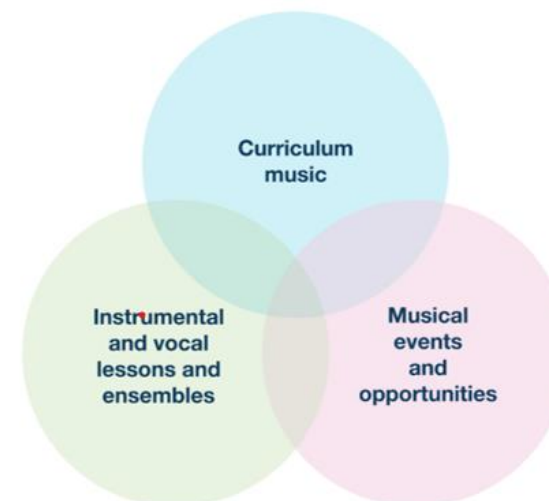 Curriculum
music
Instrumental
and vocal
lessons and
ensembles
Musical
events
and
opportunities